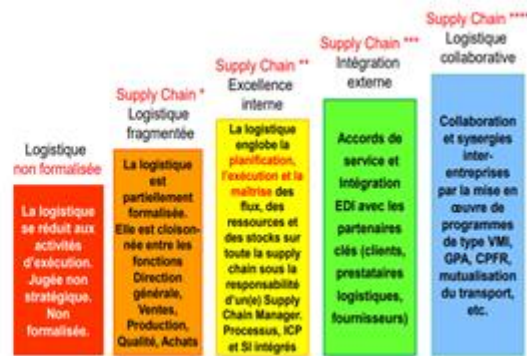 Logistique
non formalisée
La logistique
se réduit aux
activités
d'exécution.
Jugée non
stratégique.
Non
formalisée.
Supply Chain *
Logistique
fragmentée
La logistique
est
partiellement
formalisée.
Elle est cloison-
née entre les
fonctions
Direction
générale,
Ventes,
Production,
Qualité, Achats
Supply Chain **
Excellence
interne
La logistique
englobe la
planification,
l'exécution et la
maîtrise des
flux, des
ressources et
des stocks sur
toute la supply
chain sous la
responsabilité
d'un(e) Supply
Chain Manager.
Processus, ICP
et SI intégrés
Supply Chain ***
Intégration
externe
Accords de
service et
Intégration
EDI avec les
partenaires
clés (clients,
prestataires
logistiques,
fournisseurs)
Supply Chain ****
Logistique
collaborative
Collaboration
et synergies
inter-
entreprises
par la mise en
œuvre de
programmes
de type VMI,
GPA, CPFR,
mutualisation
du transport,
etc.